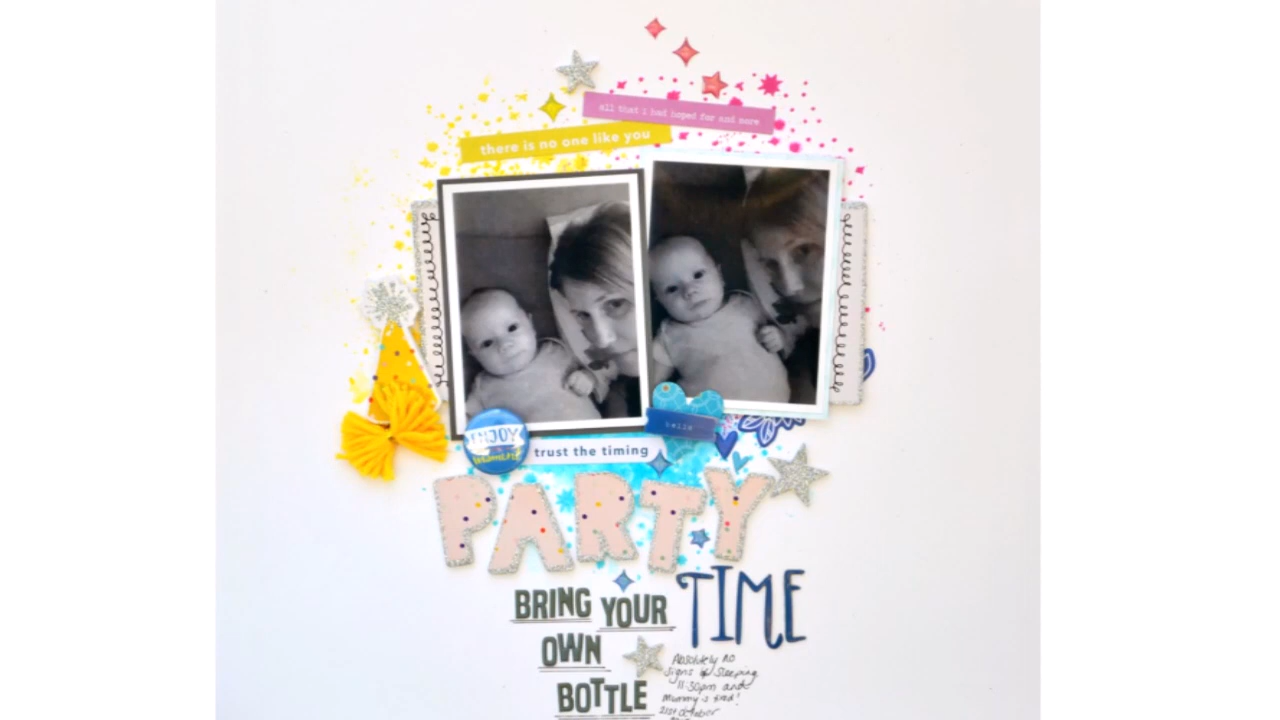 all that i had hoped for and more
there is no one like you
ENJOY
hello
trust the timing
PARTY
TIME
BRING YOUR
OWN
BOTTLE
Absolutely no
signs of sleeping
11:30pm and
Mummy's tired!
21st October